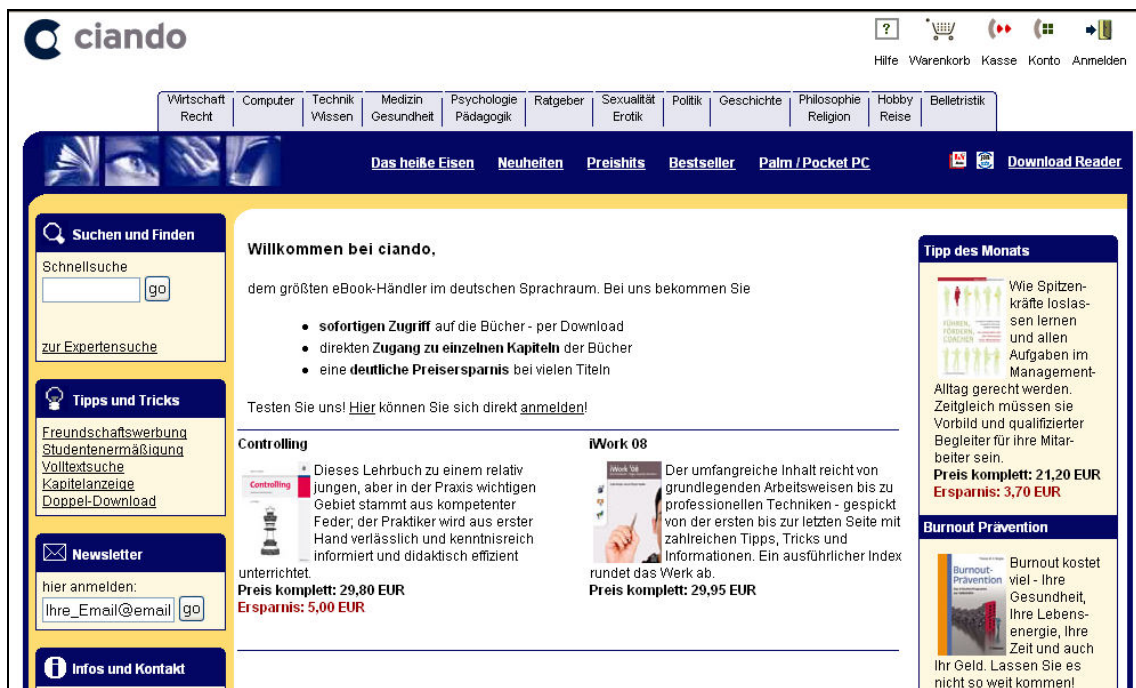 ciando
?
Hilfe Warenkorb Kasse Konto Anmelden
Wirtschaft Recht
Computer
Technik Wissen
Medizin Gesundheit
Psychologie Pädagogik
Ratgeber
Sexualität Erotik
Politik
Geschichte
Philosophie Religion
Hobby Reise
Belletristik
Das heiße Eisen Neuheiten Preishits Bestseller Palm / Pocket PC Download Reader
Suchen und Finden
Schnellsuche
go
zur Expertensuche
Tipps und Tricks
Freundschaftswerbung
Studentenermäßigung
Volltextsuche
Kapitelanzeige
Doppel-Download
Newsletter
hier anmelden:
Ihre_Email@email go
Infos und Kontakt
Willkommen bei ciando,
dem größten eBook-Händler im deutschen Sprachraum. Bei uns bekommen Sie
• sofortigen Zugriff auf die Bücher - per Download
• direkten Zugang zu einzelnen Kapiteln der Bücher
• eine deutliche Preisersparnis bei vielen Titeln
Testen Sie uns! Hier können Sie sich direkt anmelden!
Controlling
Controlling
Dieses Lehrbuch zu einem relativ
jungen, aber in der Praxis wichtigen
Gebiet stammt aus kompetenter
Feder; der Praktiker wird aus erster
Hand verlässlich und kenntnisreich
informiert und didaktisch effizient
unterrichtet.
Preis komplett: 29,80 EUR
Ersparnis: 5,00 EUR
iWork 08
iWork '08
Der umfangreiche Inhalt reicht von
grundlegenden Arbeitsweisen bis zu
professionellen Techniken - gespickt
von der ersten bis zur letzten Seite mit
zahlreichen Tipps, Tricks und
Informationen. Ein ausführlicher Index
rundet das Werk ab.
Preis komplett: 29,95 EUR
Tipp des Monats
FÜHREN,
FÖRDERN,
COACHEN
Wie Spitzen-
kräfte loslas-
sen lernen
und allen
Aufgaben im
Management-
Alltag gerecht werden.
Zeitgleich müssen sie
Vorbild und qualifizierter
Begleiter für ihre Mitar-
beiter sein.
Preis komplett: 21,20 EUR
Ersparnis: 3,70 EUR
Burnout Prävention
Burnout-
Prävention
Burnout kostet
viel - Ihre
Gesundheit,
Ihre Lebens-
energie, Ihre
Zeit und auch
Ihr Geld. Lassen Sie es
nicht so weit kommen!